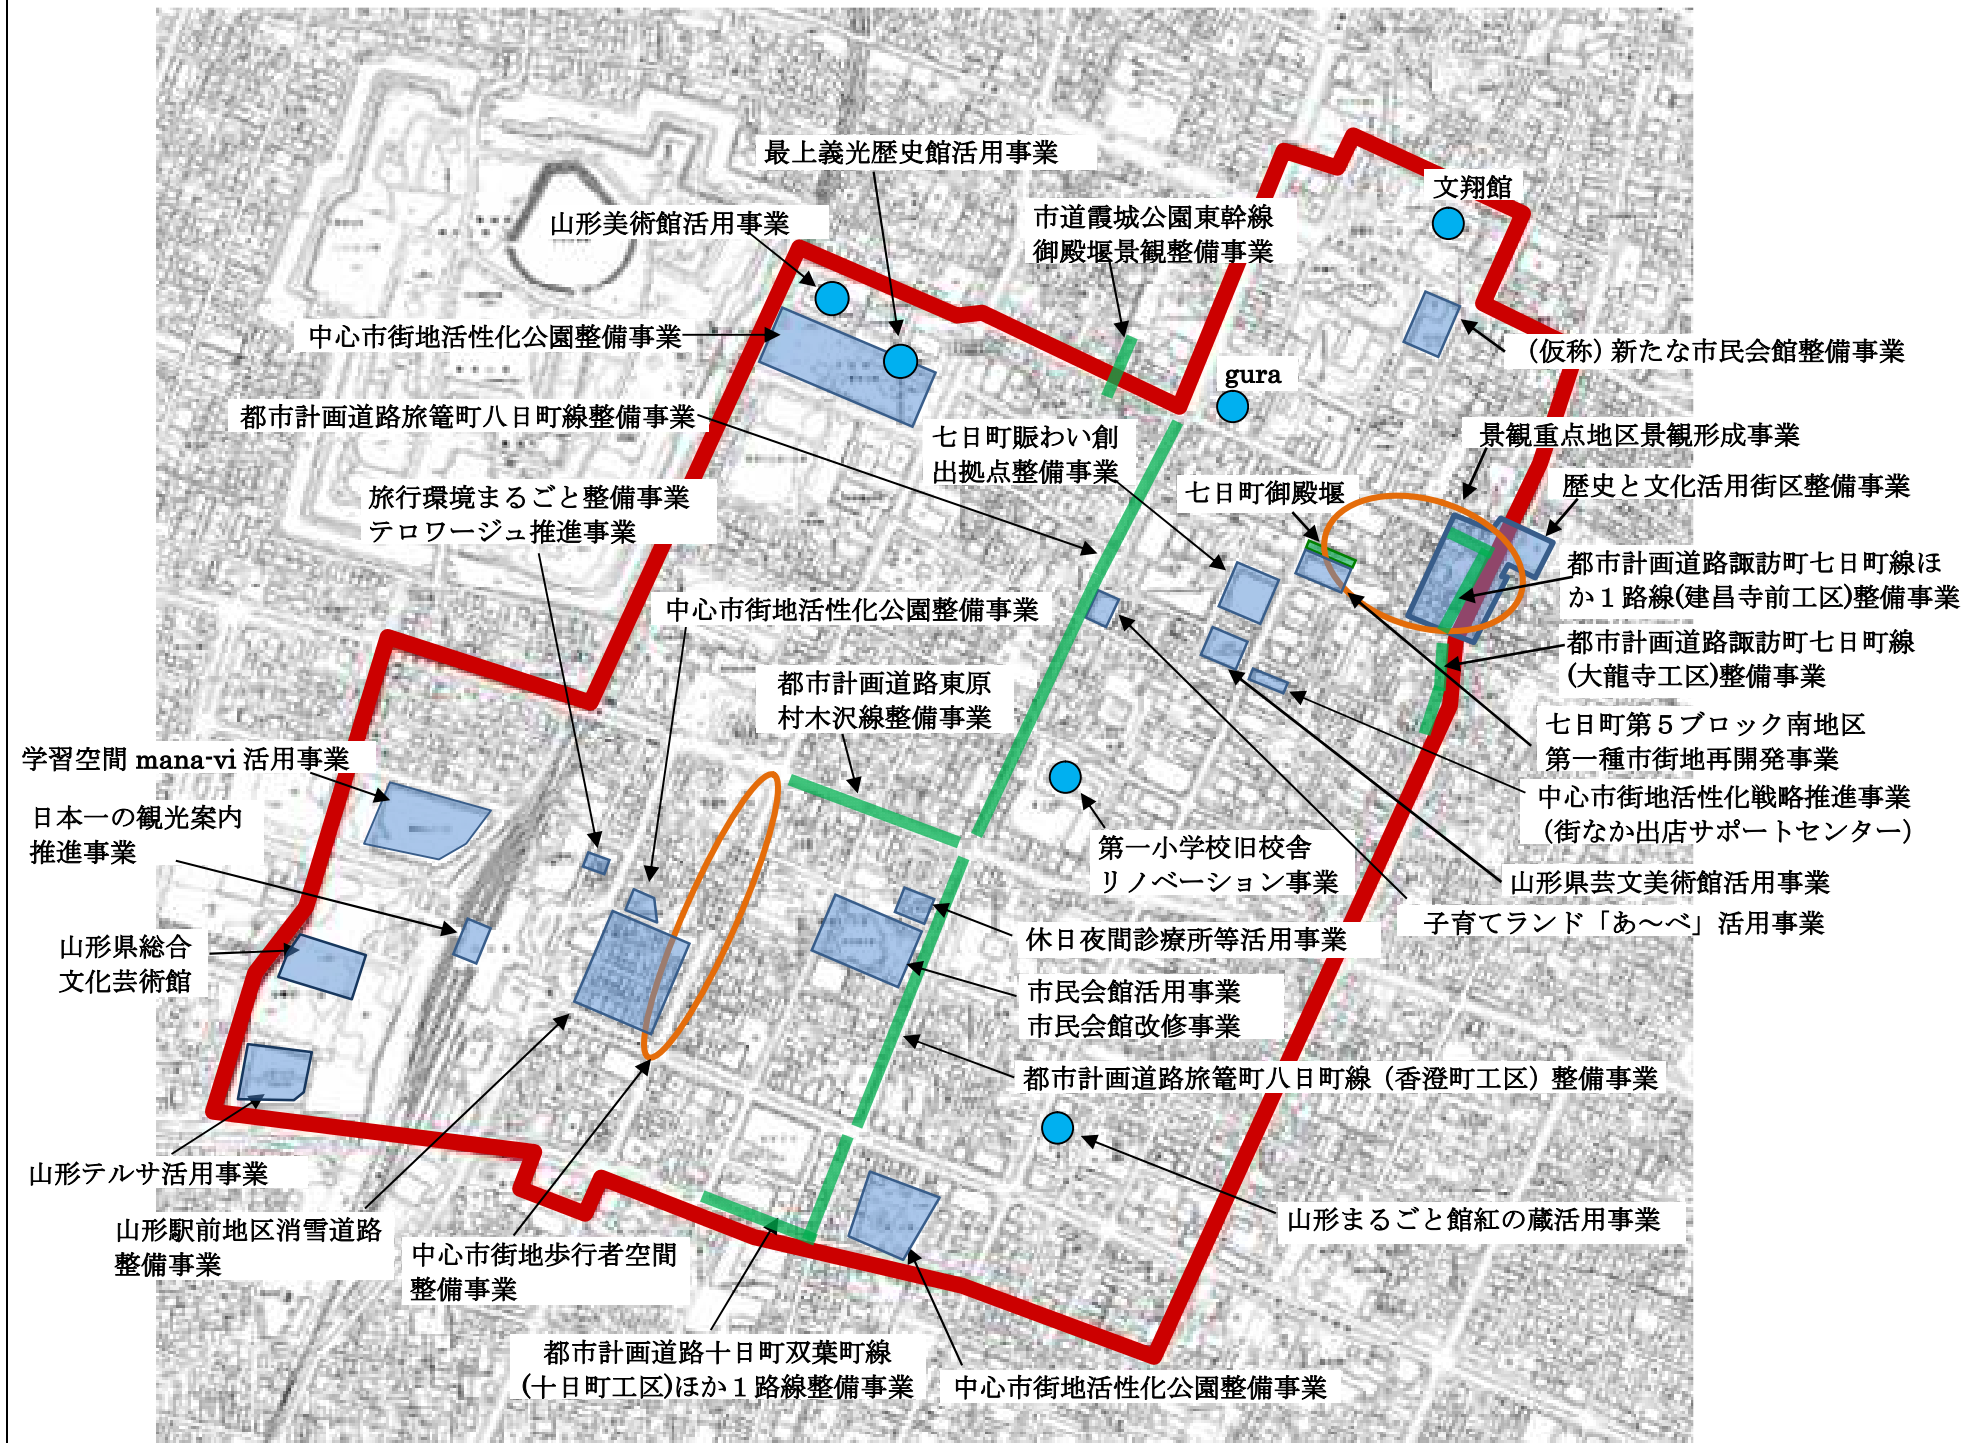 最上義光歴史館活用事業
文翔館
山形美術館活用事業
市道霞城公園東幹線
御殿堰景観整備事業
中心市街地活性化公園整備事業
(仮称)新たな市民会館整備事業
gura
都市計画道路旅篭町八日町線整備事業
七日町賑わい創
出拠点整備事業
景観重点地区景観形成事業
七日町御殿堰
歴史と文化活用街区整備事業
旅行環境まるごと整備事業
テロワージュ推進事業
都市計画道路諏訪町七日町線ほ
か1路線(建昌寺前工区)整備事業
中心市街地活性化公園整備事業
都市計画道路諏訪町七日町線
(大龍寺工区)整備事業
都市計画道路東原
村木沢線整備事業
七日町第5ブロック南地区
第一種市街地再開発事業
学習空間 mana-vi 活用事業
中心市街地活性化戦略推進事業
(街なか出店サポートセンター)
日本一の観光案内
推進事業
第一小学校旧校舎
リノベーション事業
山形県芸文美術館活用事業
子育てランド「あ～べ」活用事業
山形県総合
文化芸術館
休日夜間診療所等活用事業
市民会館活用事業
市民会館改修事業
都市計画道路旅篭町八日町線(香澄町工区)整備事業
山形テルサ活用事業
山形まるごと館紅の蔵活用事業
山形駅前地区消雪道路
整備事業
中心市街地歩行者空間
整備事業
都市計画道路十日町双葉町線
(十日町工区)ほか1路線整備事業
中心市街地活性化公園整備事業